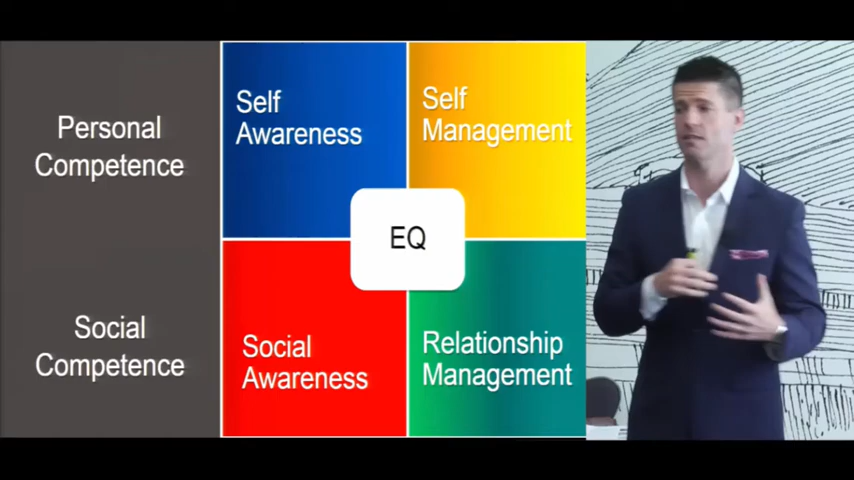 Personal
Competence
Self
Awareness
Self
Management
EQ
Social
Competence
Social
Awareness
Relationship
Management